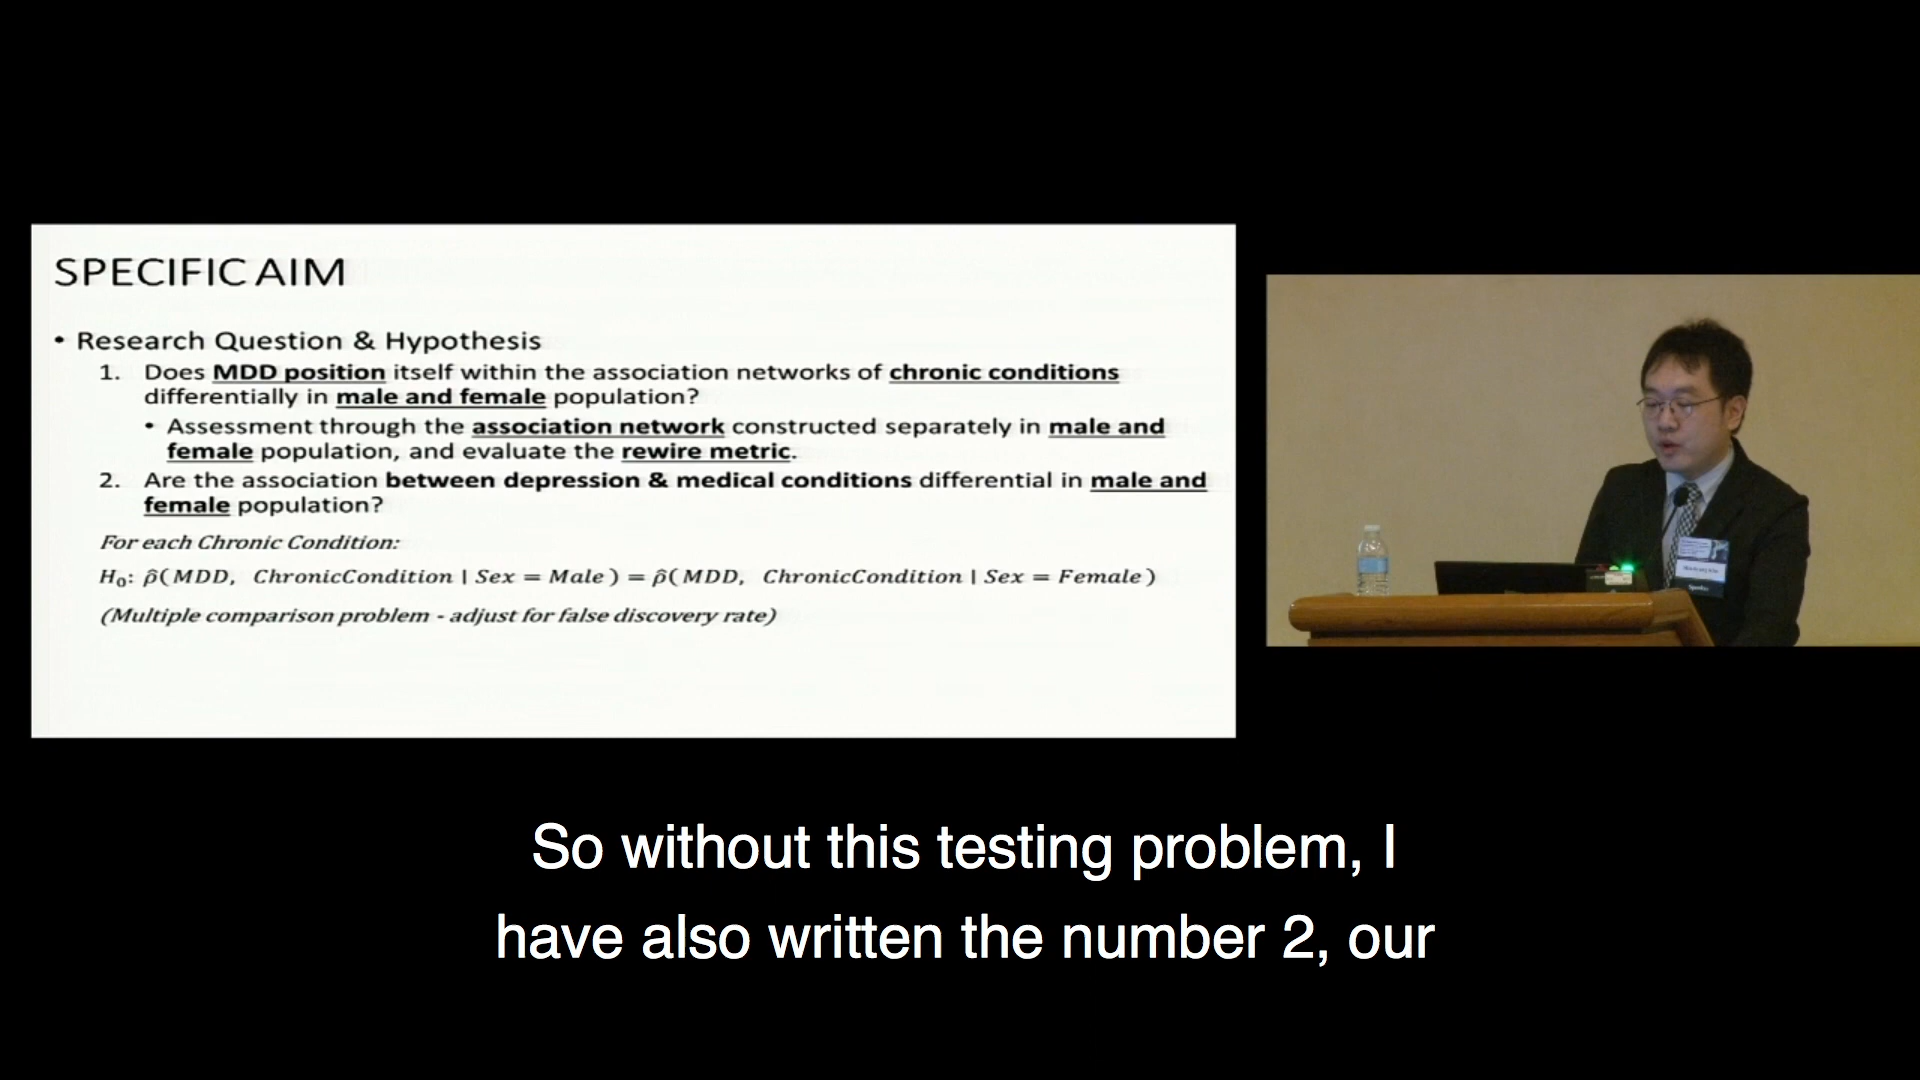 SPECIFIC AIM
• Research Question & Hypothesis
1. Does MDD position itself within the association networks of chronic conditions
differentially in male and female population?
• Assessment through the association network constructed separately in male and
female population, and evaluate the rewire metric.
2. Are the association between depression & medical conditions differential in male and
female population?
For each Chronic Condition:
H₀: ρ̂(MDD, ChronicCondition | Sex = Male) = ρ̂(MDD, ChronicCondition | Sex = Female)
(Multiple comparison problem - adjust for false discovery rate)
So without this testing problem, I
have also written the number 2, our